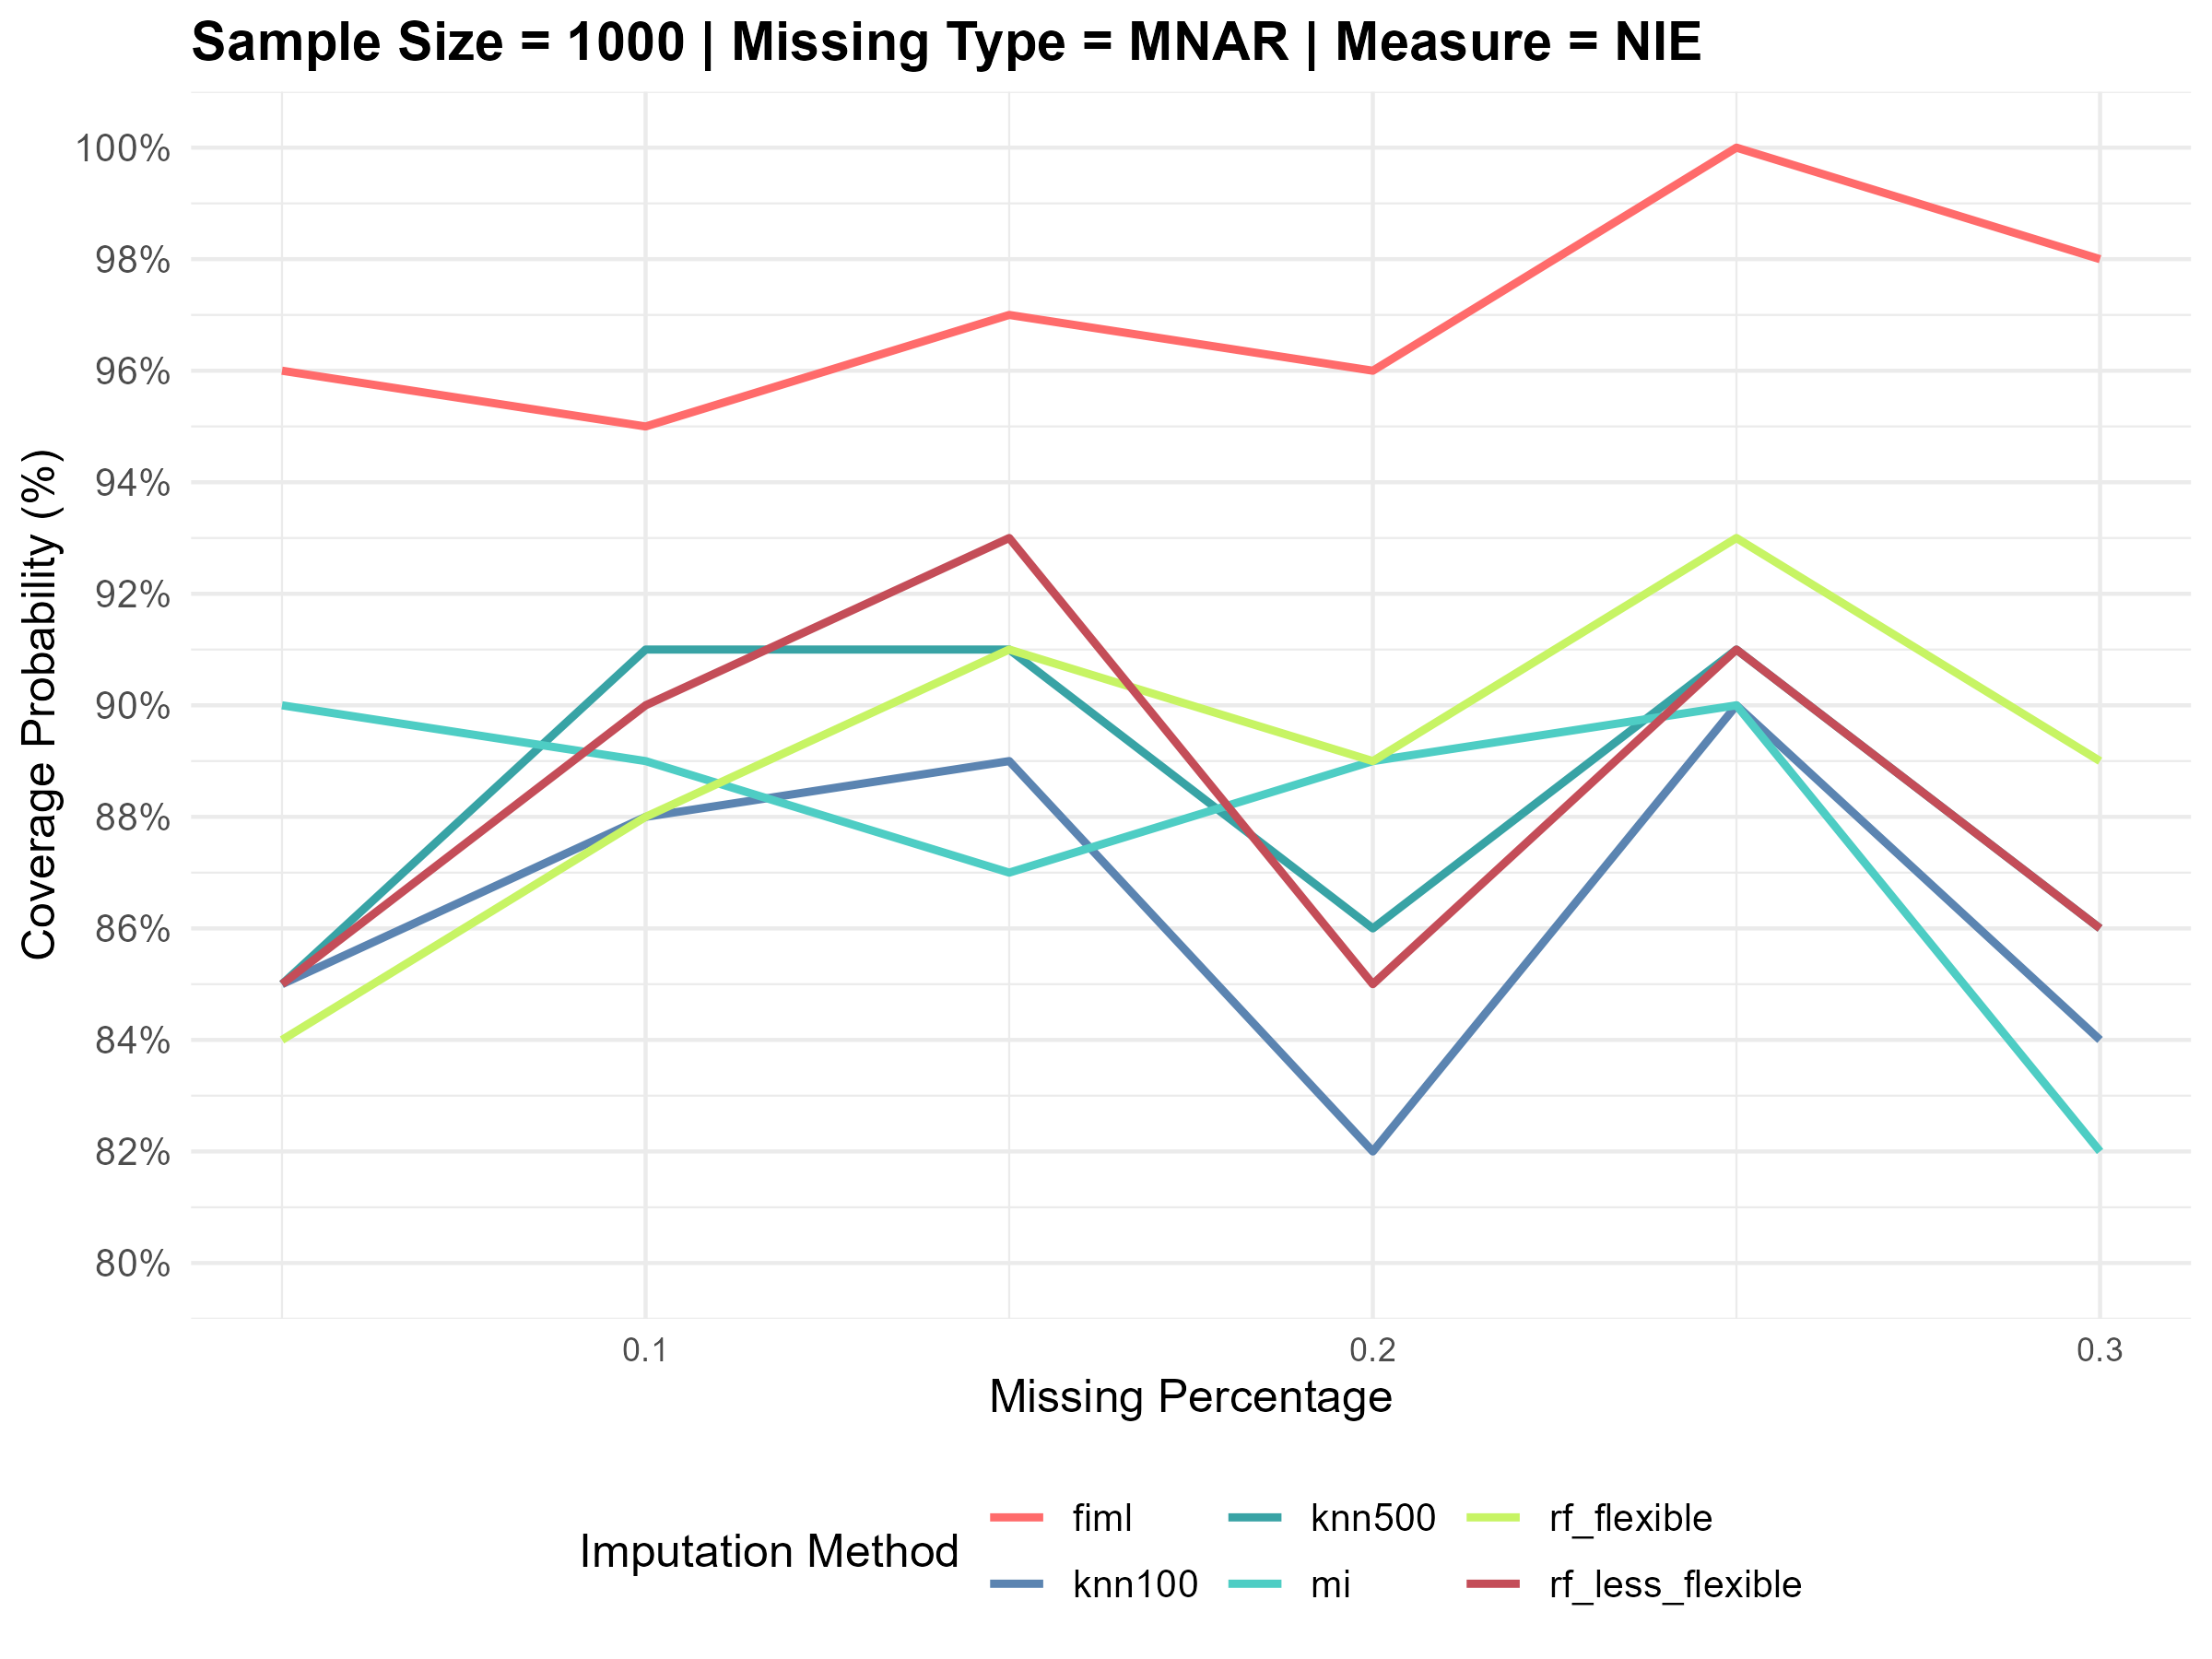 Sample Size = 1000 | Missing Type = MNAR | Measure = NIE
100%
98%
96%
94%
92%
90%
88%
86%
84%
82%
80%
Coverage Probability (%)
0.1 0.2 0.3
Missing Percentage
Imputation Method
fiml knn500 rf_flexible
knn100 mi rf_less_flexible